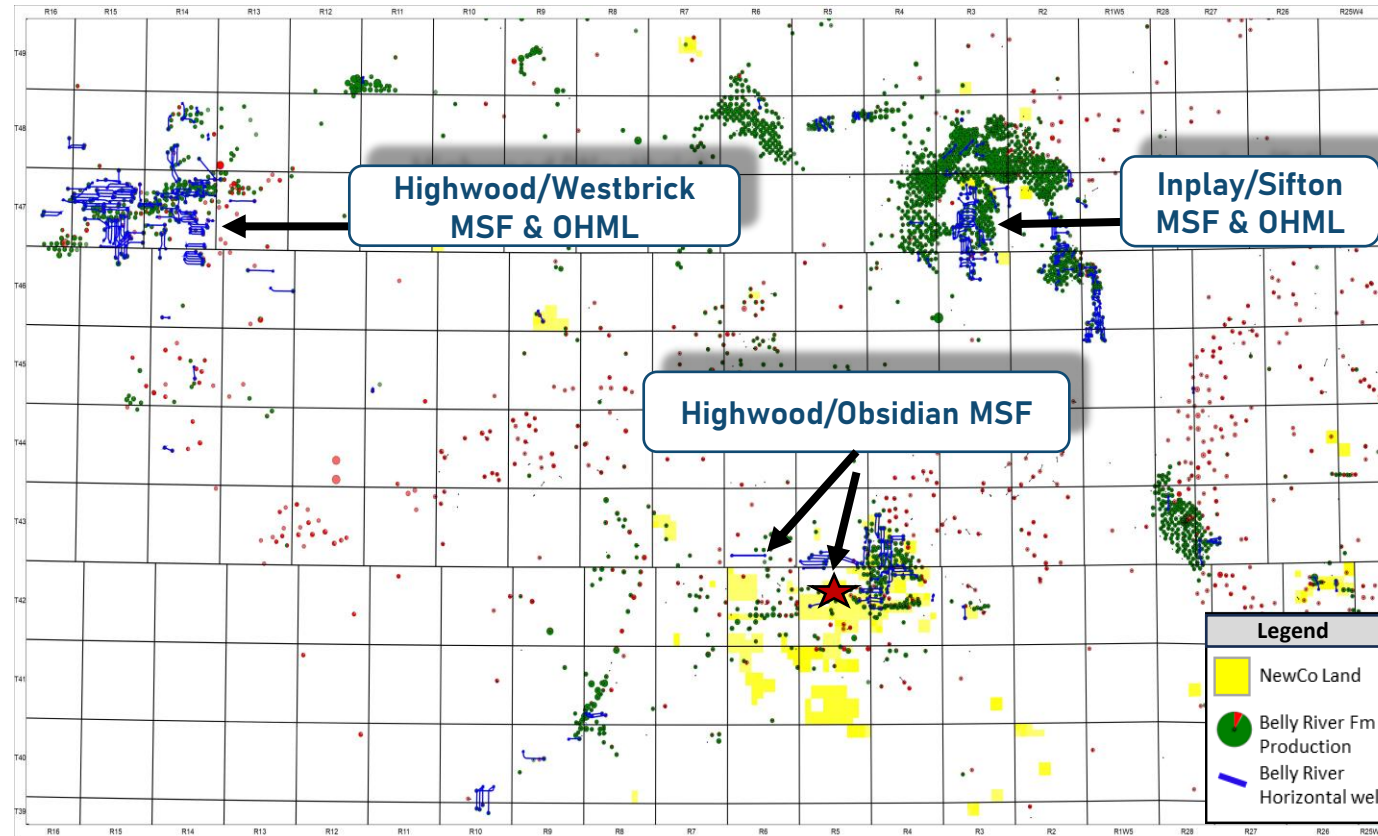 R16 R15 R14 R13 R12 R11 R10 R9 R8 R7 R6 R5 R4 R3 R2 R1W5 R28 R27 R26 R25W4
T49
T48
Highwood/Westbrick
MSF & OHML
Inplay/Sifton
MSF & OHML
T47
T46
T45
Highwood/Obsidian MSF
T44
T43
T42
Legend
NewCo Land
T41
Belly River Fm
Production
T40
Belly River
Horizontal wel
T39
R16 R15 R14 R13 R12 R11 R10 R9 R8 R7 R6 R5 R4 R3 R2 R1W5 R28 R27 R26 R25W